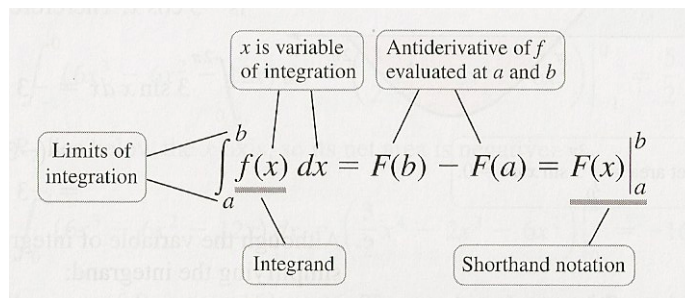 x is variable
of integration
Antiderivative of f
evaluated at a and b
Limits of
integration
∫_a^b f(x) dx = F(b) − F(a) = F(x)|_a^b
Integrand
Shorthand notation